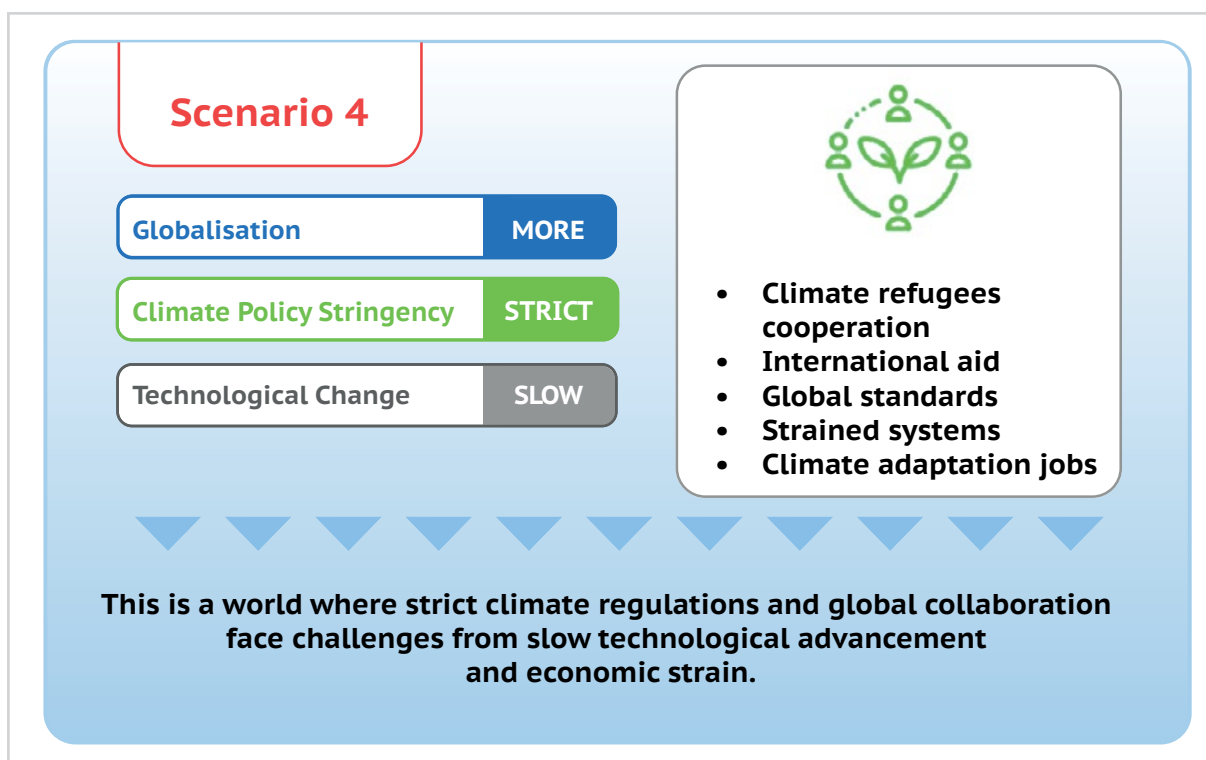 Scenario 4
Globalisation MORE
Climate Policy Stringency STRICT
Technological Change SLOW
• Climate refugees
cooperation
• International aid
• Global standards
• Strained systems
• Climate adaptation jobs
This is a world where strict climate regulations and global collaboration
face challenges from slow technological advancement
and economic strain.